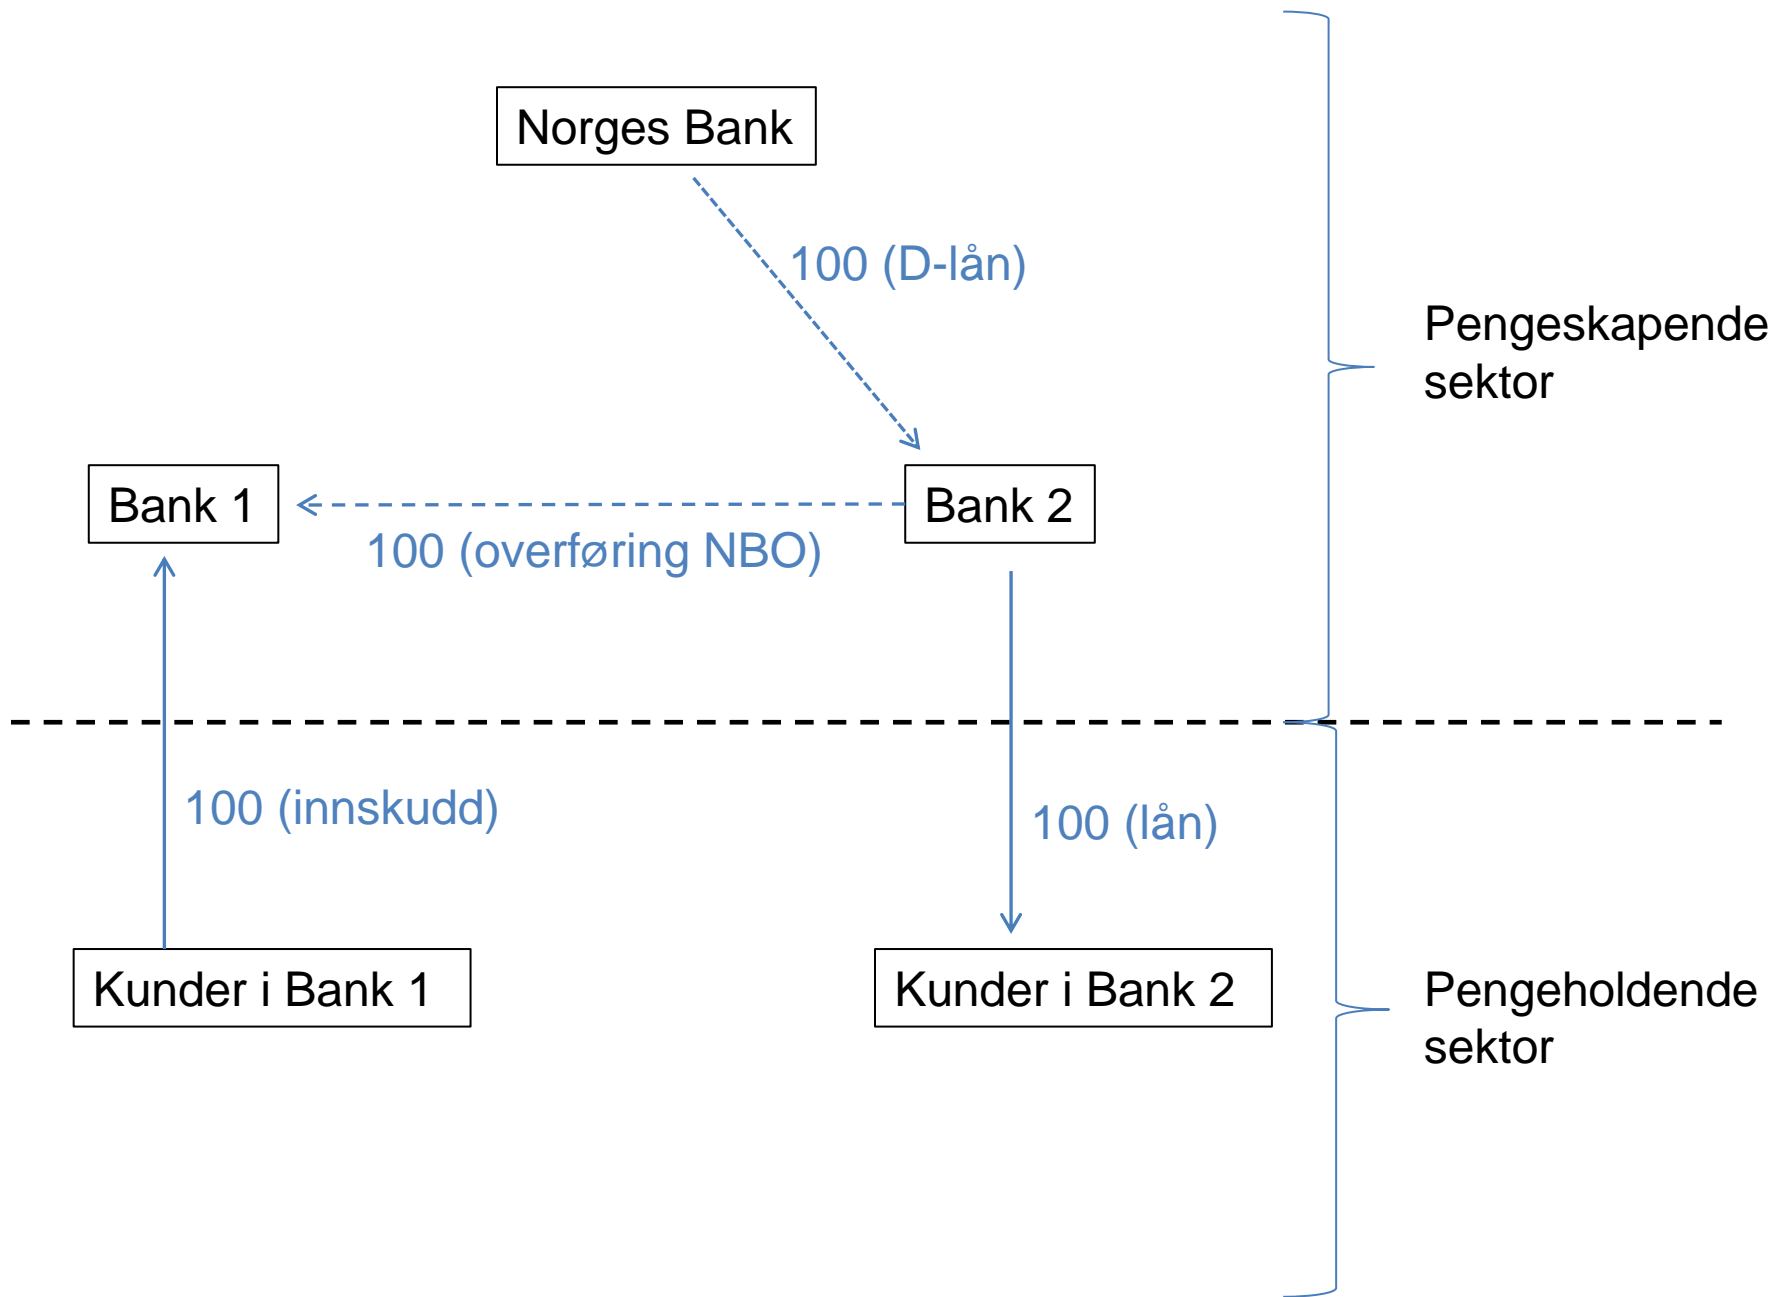 Norges Bank
100 (D-lån)
Pengeskapende
sektor
Bank 1
Bank 2
100 (overføring NBO)
100 (innskudd)
100 (lån)
Kunder i Bank 1
Kunder i Bank 2
Pengeholdende
sektor